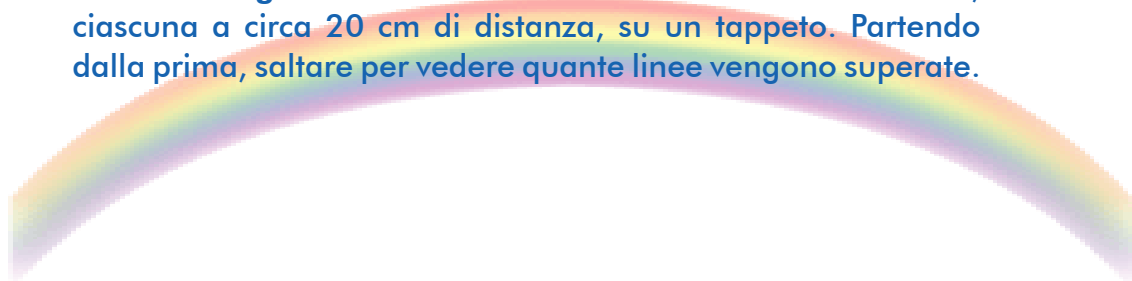 ciascuna a circa 20 cm di distanza, su un tappeto. Partendo
dalla prima, saltare per vedere quante linee vengono superate.